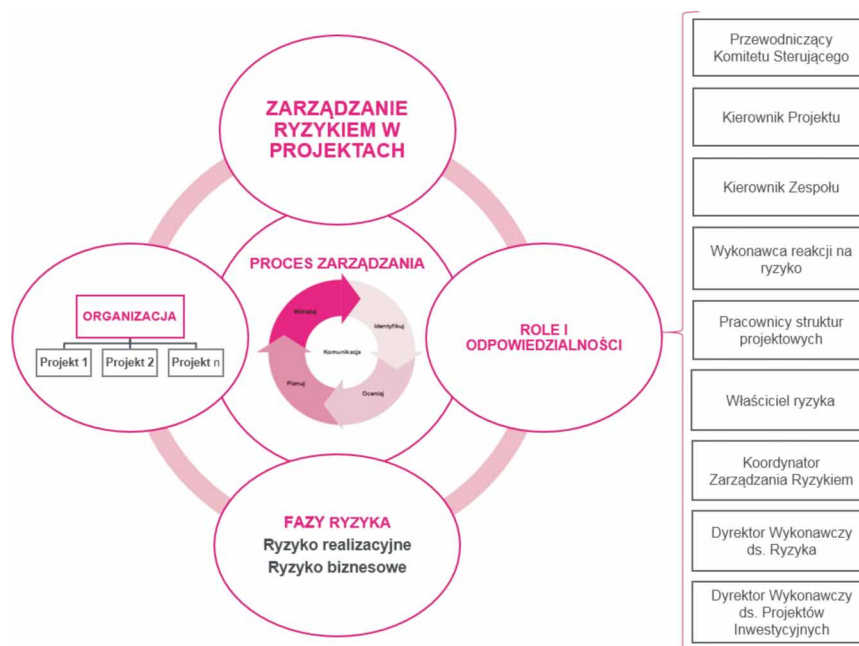 ZARZĄDZANIE
RYZYKIEM W
PROJEKTACH
PROCES ZARZĄDZANIA
Wdrażaj
Identyfikuj
Komunikacja
Planuj
Oceniaj
ORGANIZACJA
Projekt 1
Projekt 2
Projekt n
ROLE I
ODPOWIEDZIALNOŚCI
FAZY RYZYKA
Ryzyko realizacyjne
Ryzyko biznesowe
Przewodniczący
Komitetu Sterującego
Kierownik Projektu
Kierownik Zespołu
Wykonawca reakcji na
ryzyko
Pracownicy struktur
projektowych
Właściciel ryzyka
Koordynator
Zarządzania Ryzykiem
Dyrektor Wykonawczy
ds. Ryzyka
Dyrektor Wykonawczy
ds. Projektów
Inwestycyjnych